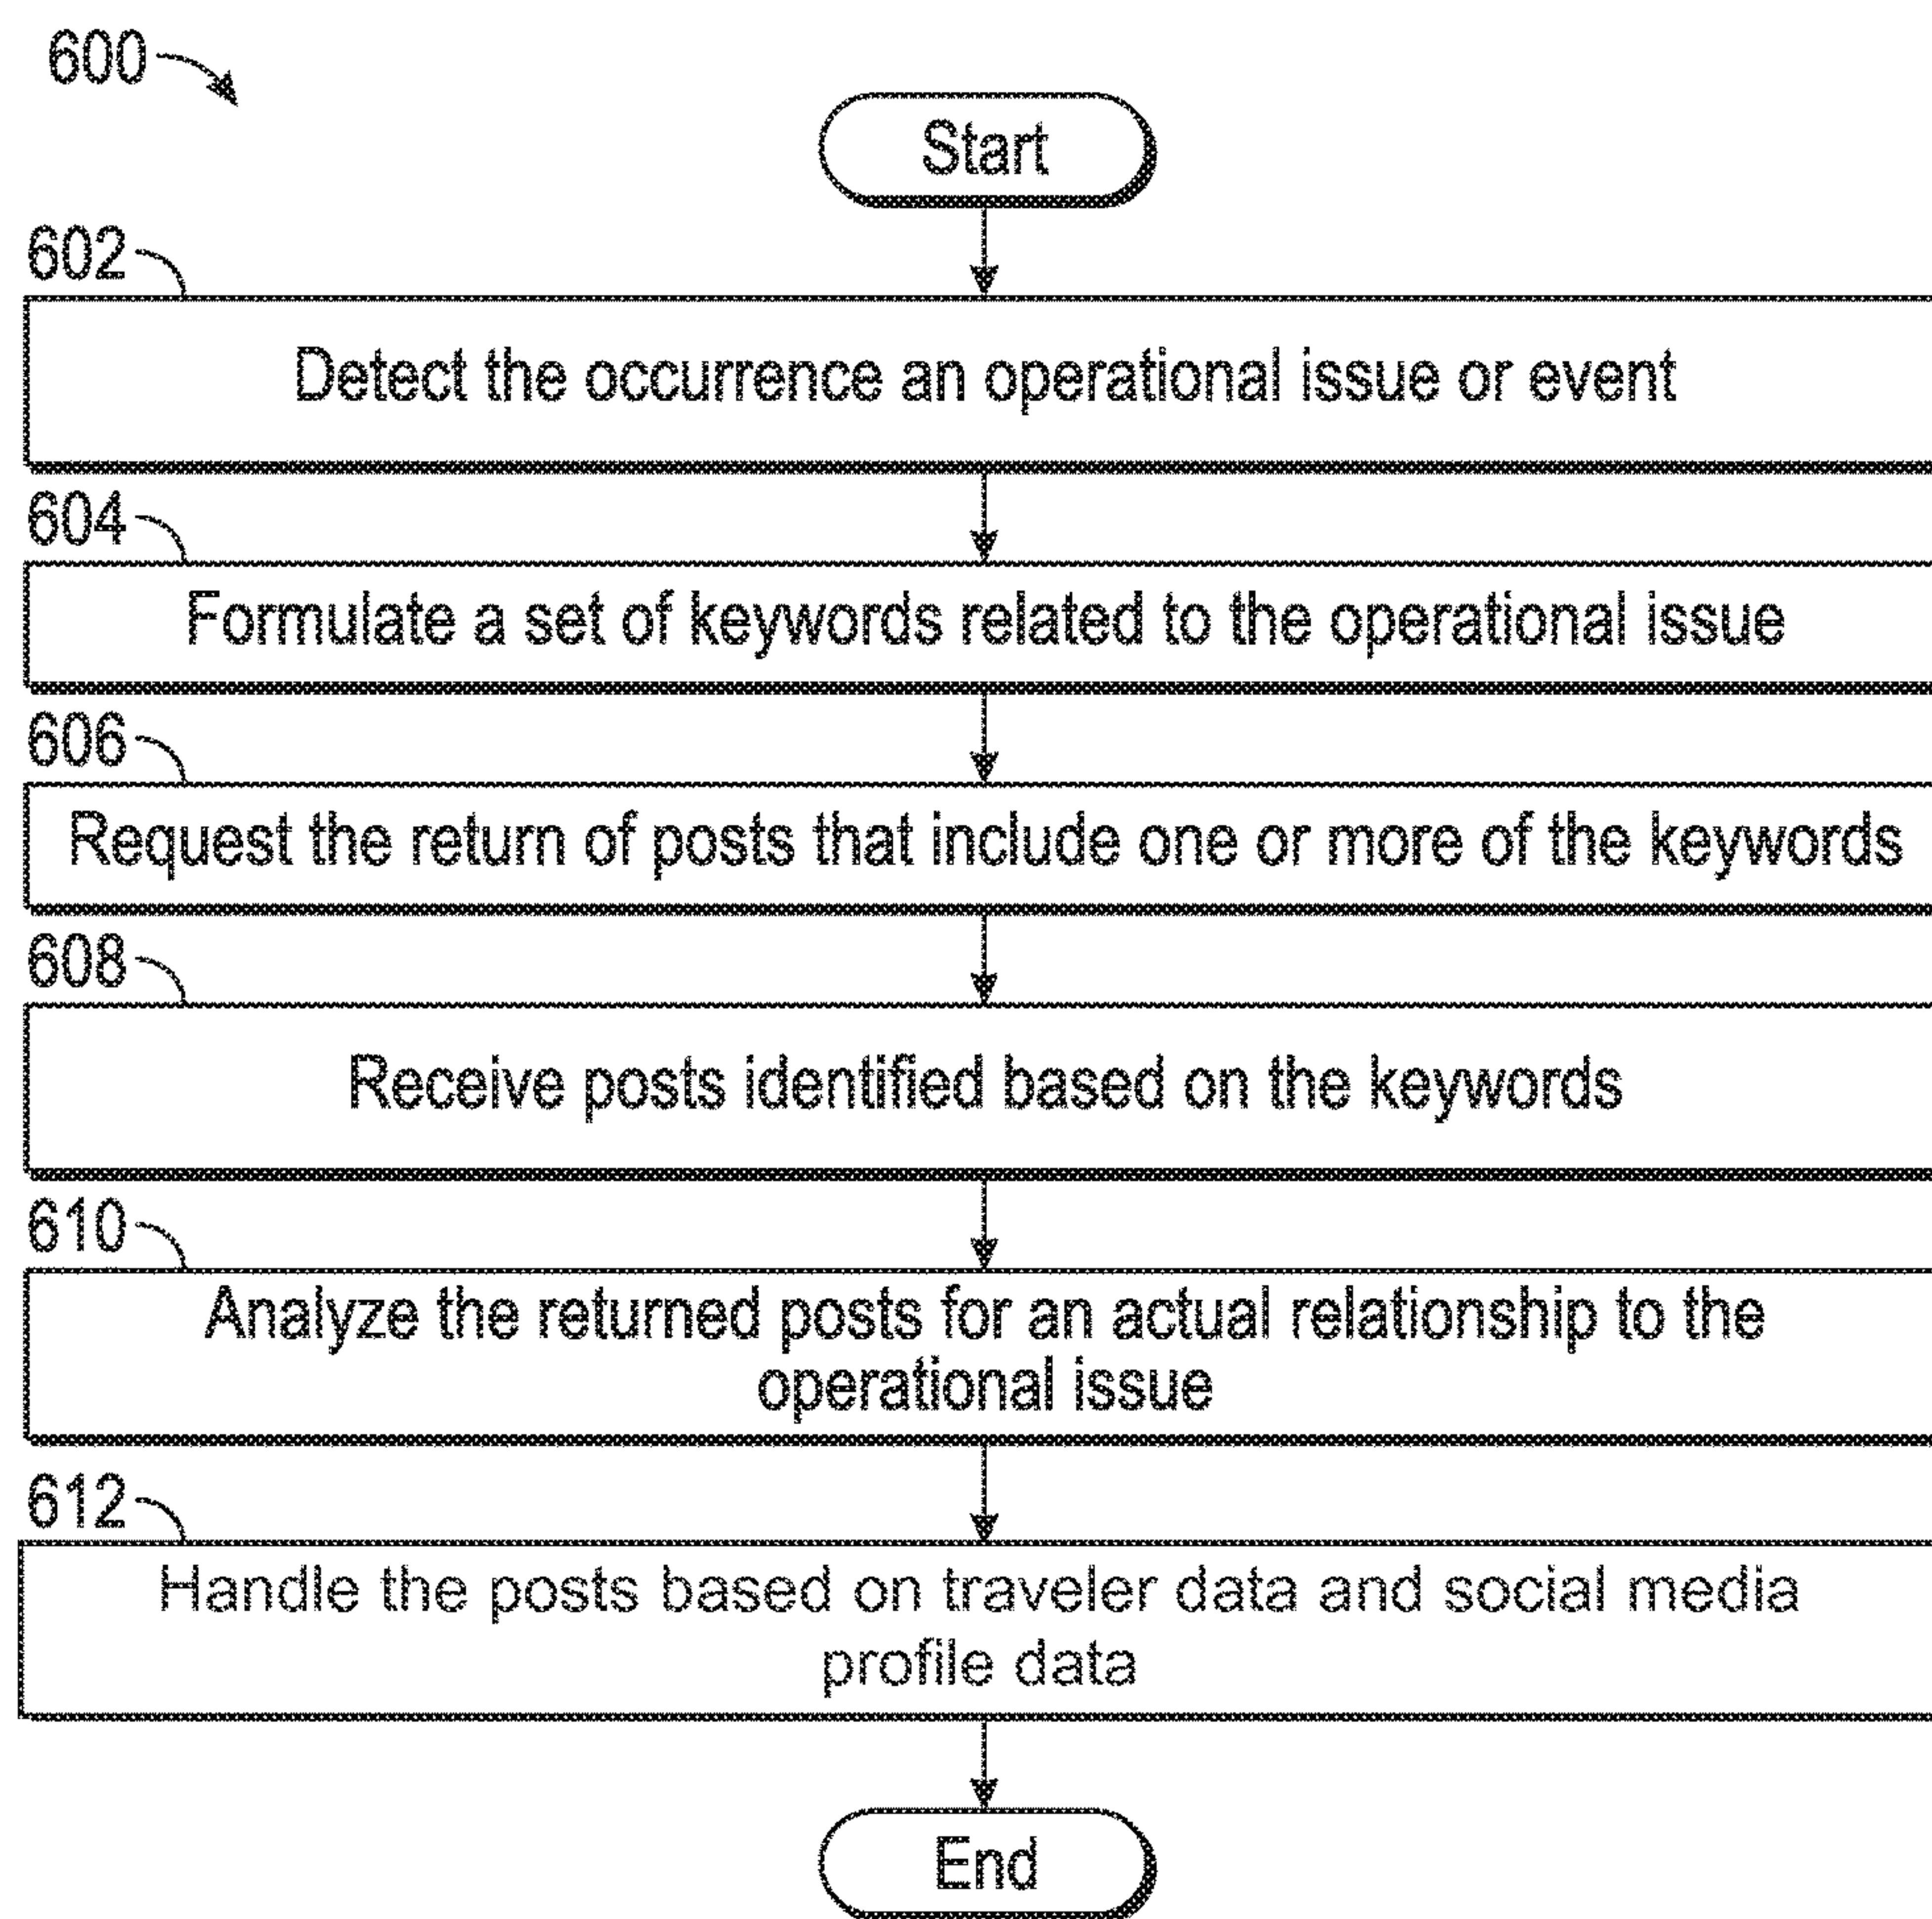 600
Start
602
Detect the occurrence an operational issue or event
604
Formulate a set of keywords related to the operational issue
606
Request the return of posts that include one or more of the keywords
608
Receive posts identified based on the keywords
610
Analyze the returned posts for an actual relationship to the
operational issue
612
Handle the posts based on traveler data and social media
profile data
End